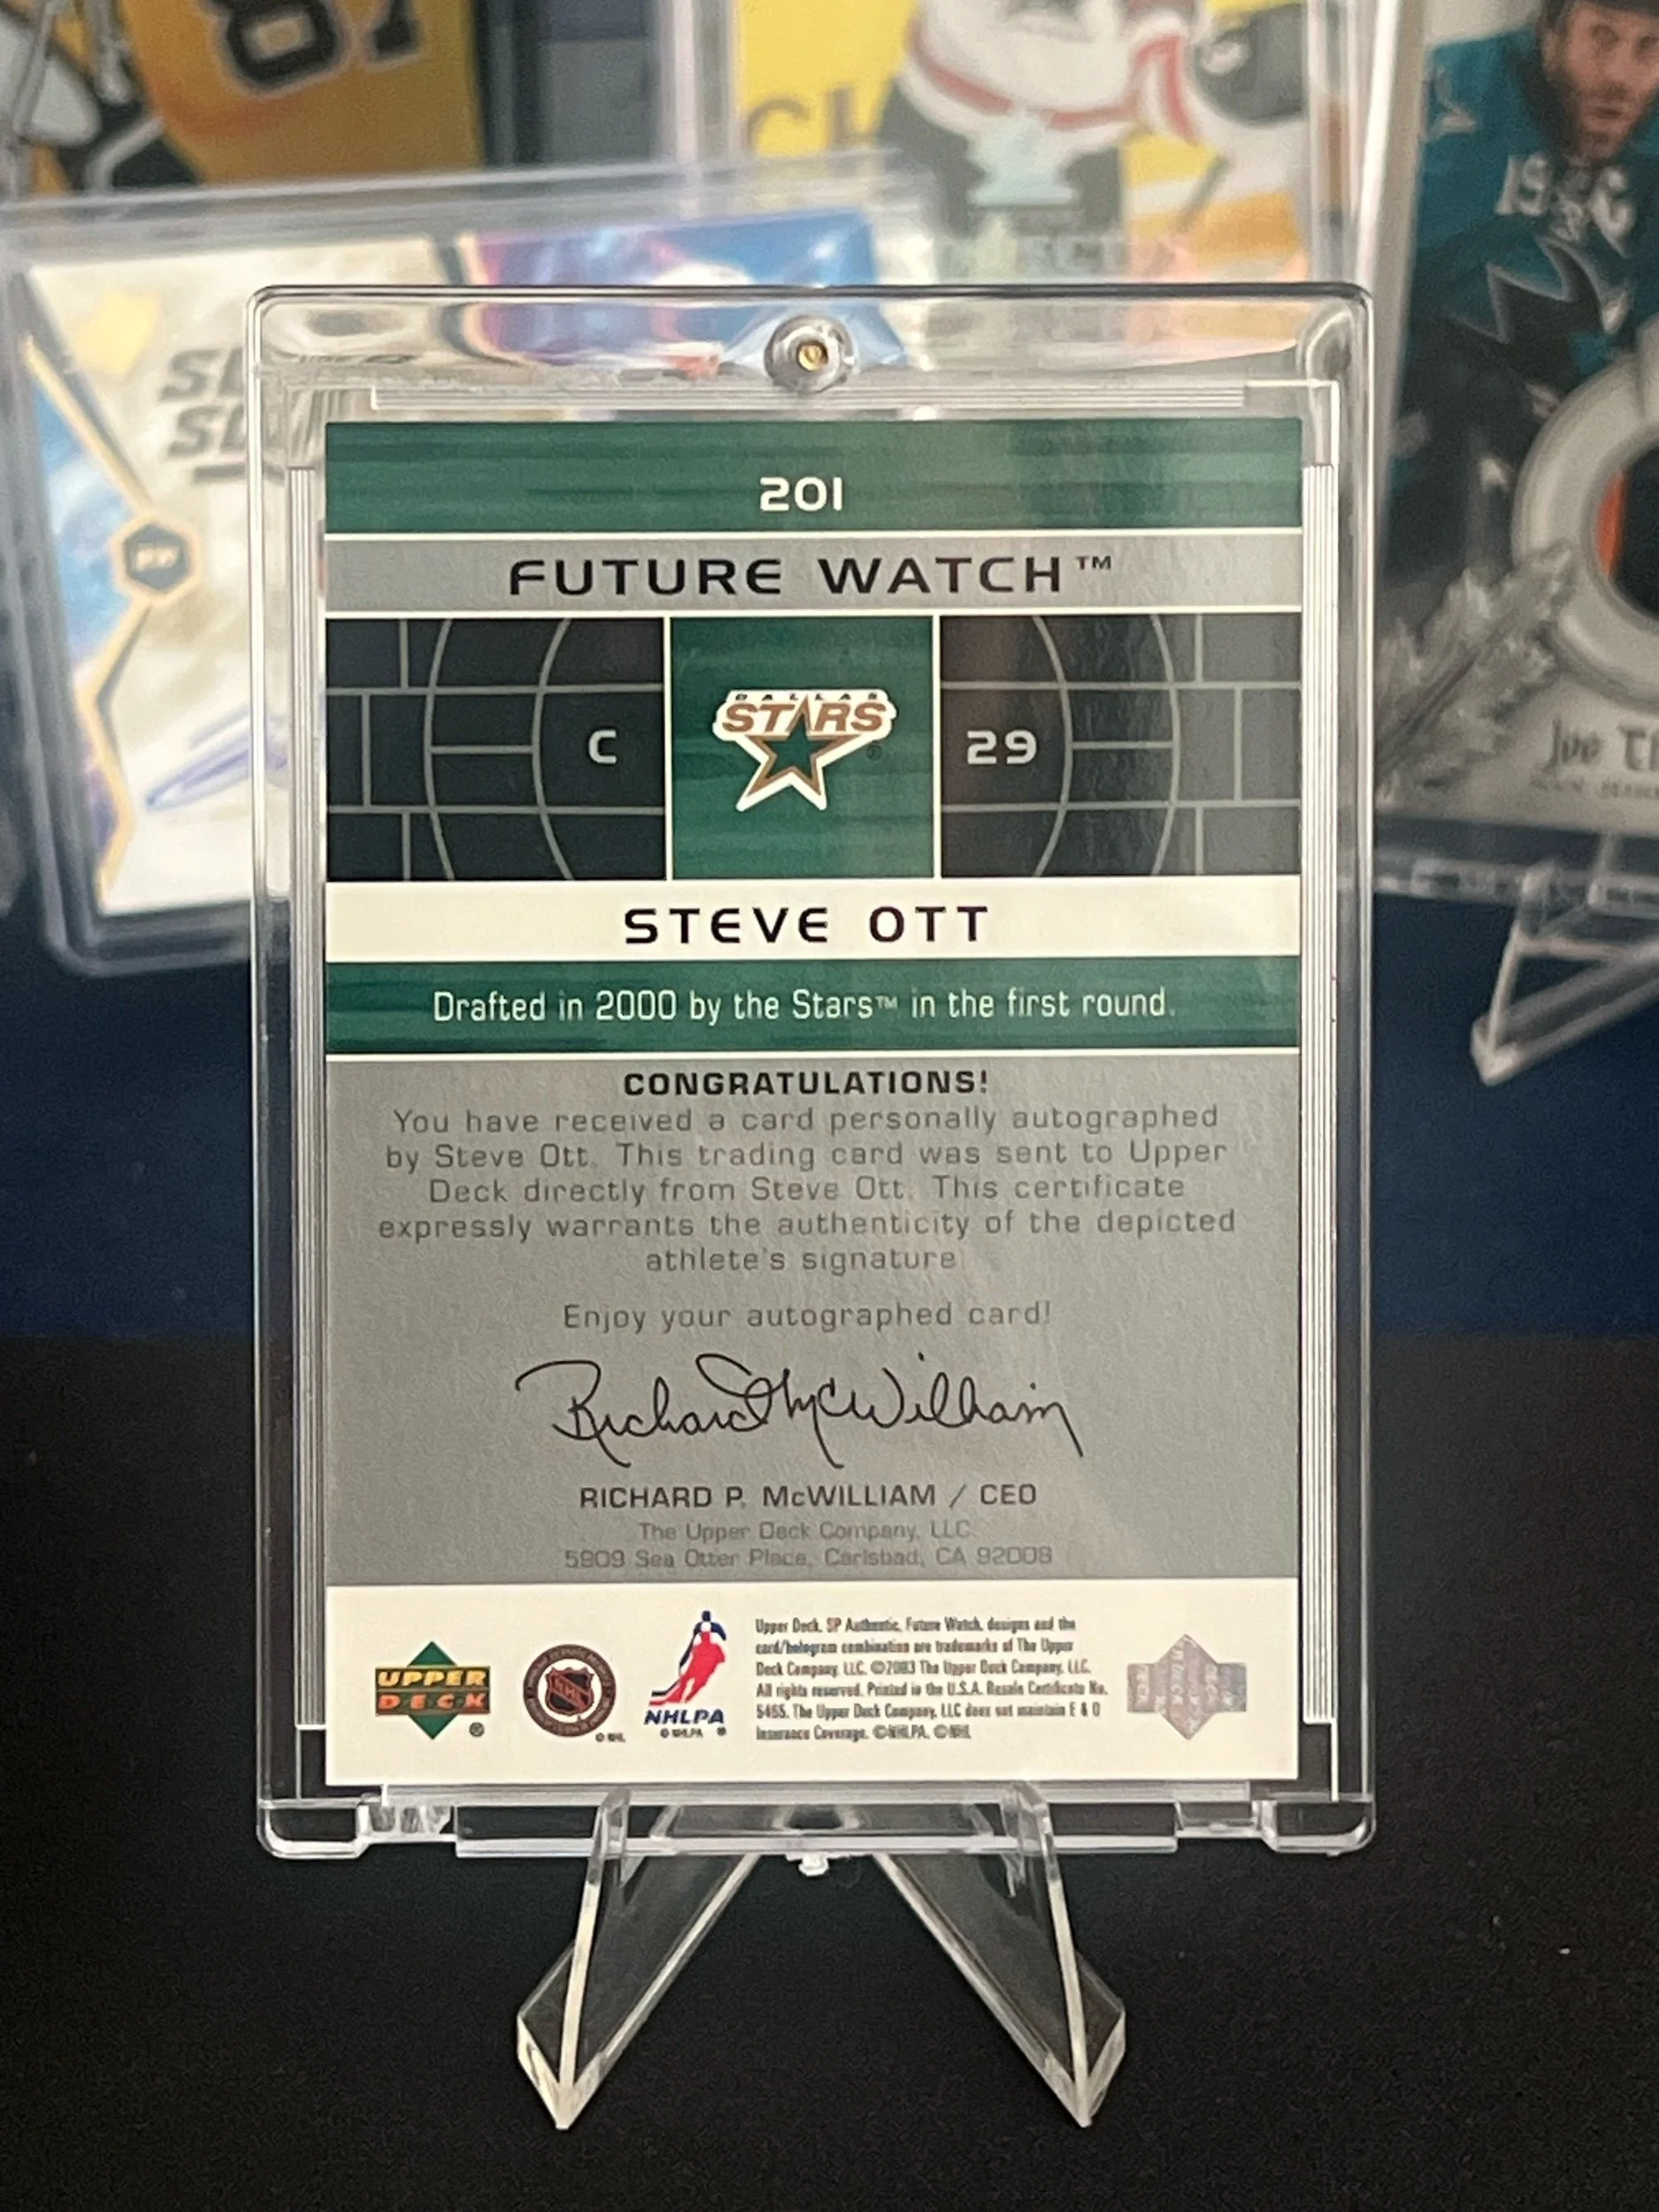 201
FUTURE WATCH™
C
DALLAS
STARS
®
29
STEVE OTT
Drafted in 2000 by the Stars™ in the first round.
CONGRATULATIONS!
You have received a card personally autographed
by Steve Ott. This trading card was sent to Upper
Deck directly from Steve Ott. This certificate
expressly warrants the authenticity of the depicted
athlete's signature.
Enjoy your autographed card!
Richard McWilliam
RICHARD P. McWILLIAM / CEO
The Upper Deck Company, LLC.
5909 Sea Otter Place, Carlsbad, CA 92008
UPPER
DECK
®
NHL
© NHL
NHLPA
© NHLPA ®
Upper Deck, SP Authentic, Future Watch, designs and the
card/hologram combination are trademarks of The Upper
Deck Company, LLC. ©2003 The Upper Deck Company, LLC.
All rights reserved. Printed in the U.S.A. Resale Certificate No.
5455. The Upper Deck Company, LLC does not maintain E & O
Insurance Coverage. ©NHLPA. ©NHL
19
C
Joe